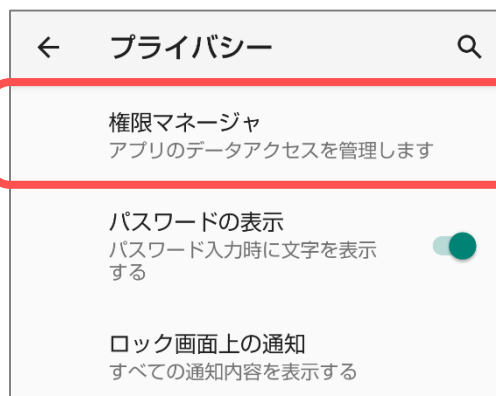 プライバシー
権限マネージャ
アプリのデータアクセスを管理します
パスワードの表示
パスワード入力時に文字を表示
する
ロック画面上の通知
すべての通知内容を表示する